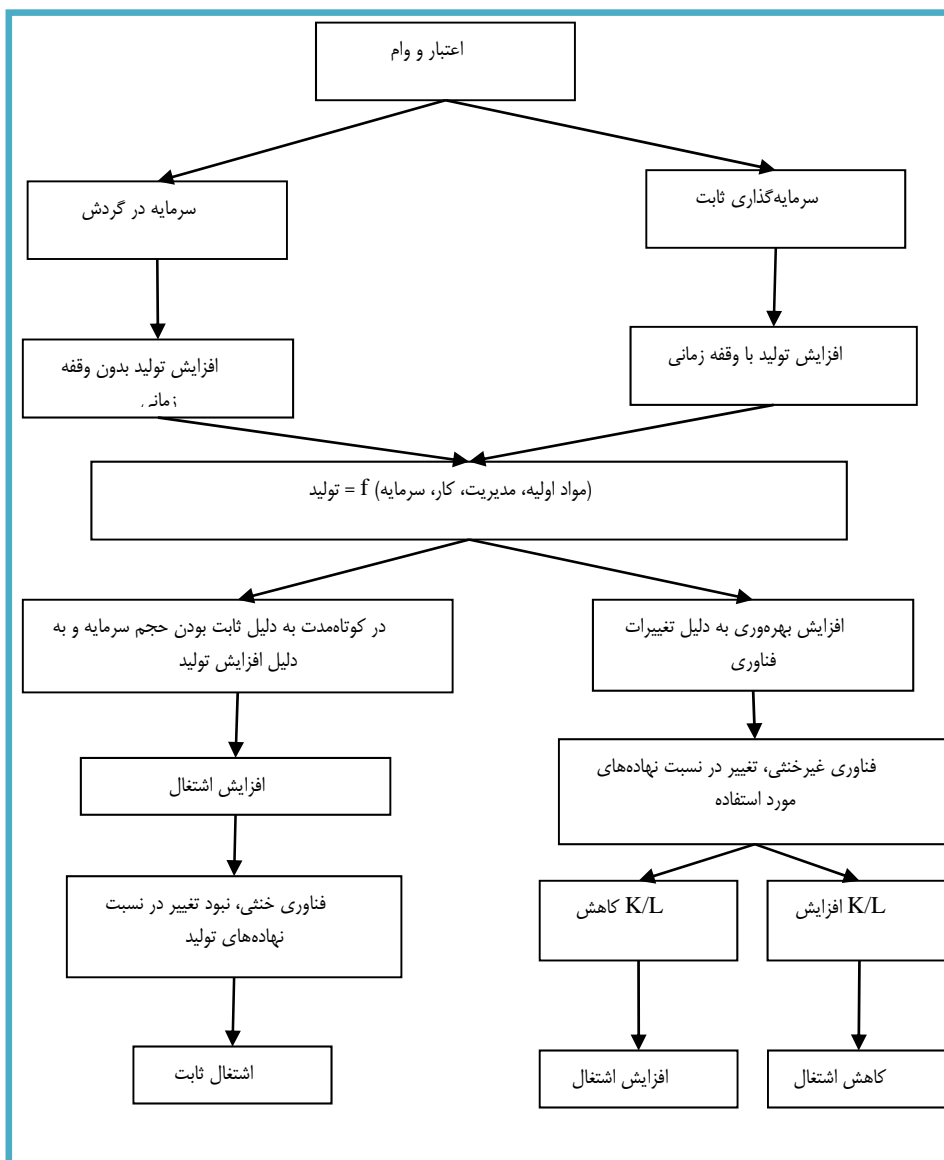 اعتبار و وام
سرمایه‌گذاری ثابت
سرمایه در گردش
افزایش تولید با وقفه زمانی
افزایش تولید بدون وقفه
زمانی
(مواد اولیه، مدیریت، کار، سرمایه) f = تولید
افزایش بهره‌وری به دلیل تغییرات
فناوری
در کوتاه‌مدت به دلیل ثابت بودن حجم سرمایه و به
دلیل افزایش تولید
فناوری غیرخنثی، تغییر در نسبت نهاده‌های
مورد استفاده
افزایش اشتغال
K/L افزایش
K/L کاهش
فناوری خنثی، نبود تغییر در نسبت
نهاده‌های تولید
کاهش اشتغال
افزایش اشتغال
اشتغال ثابت